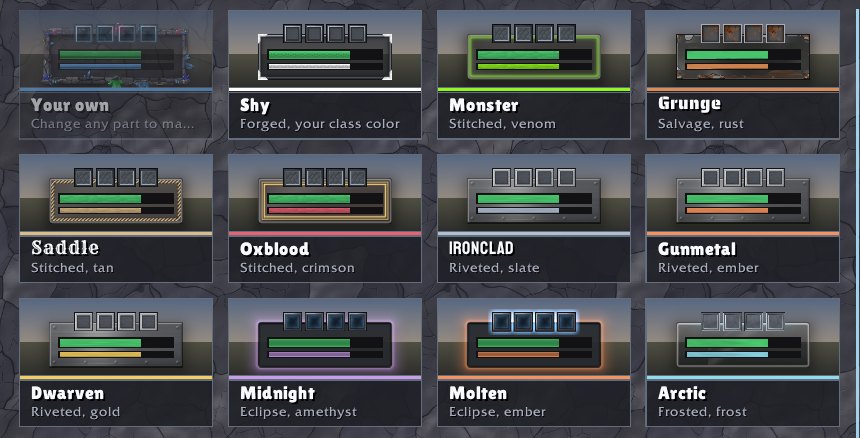 Your own
Change any part to ma...
Shy
Forged, your class color
Monster
Stitched, venom
Grunge
Salvage, rust
Saddle
Stitched, tan
Oxblood
Stitched, crimson
IRONCLAD
Riveted, slate
Gunmetal
Riveted, ember
Dwarven
Riveted, gold
Midnight
Eclipse, amethyst
Molten
Eclipse, ember
Arctic
Frosted, frost